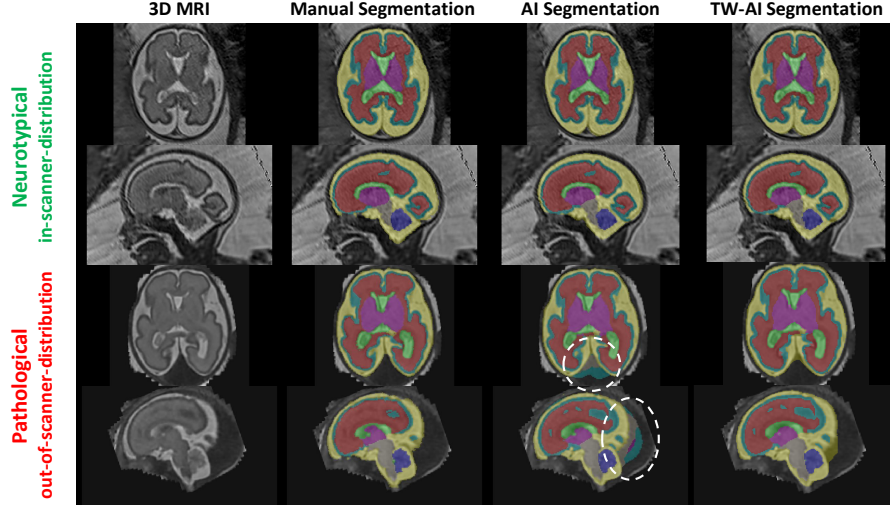 3D MRI
Manual Segmentation
AI Segmentation
TW-AI Segmentation
Neurotypical
in-scanner-distribution
Pathological
out-of-scanner-distribution